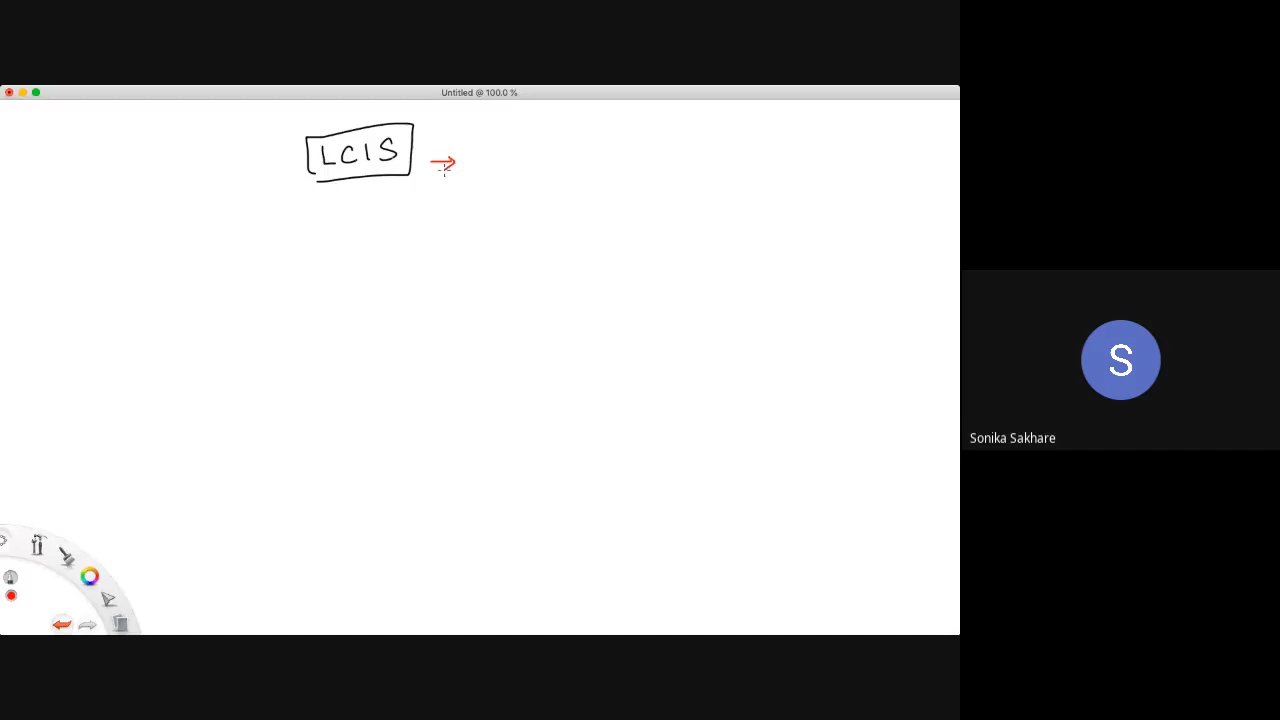 Untitled @ 100.0 %
LCIS →
S
Sonika Sakhare